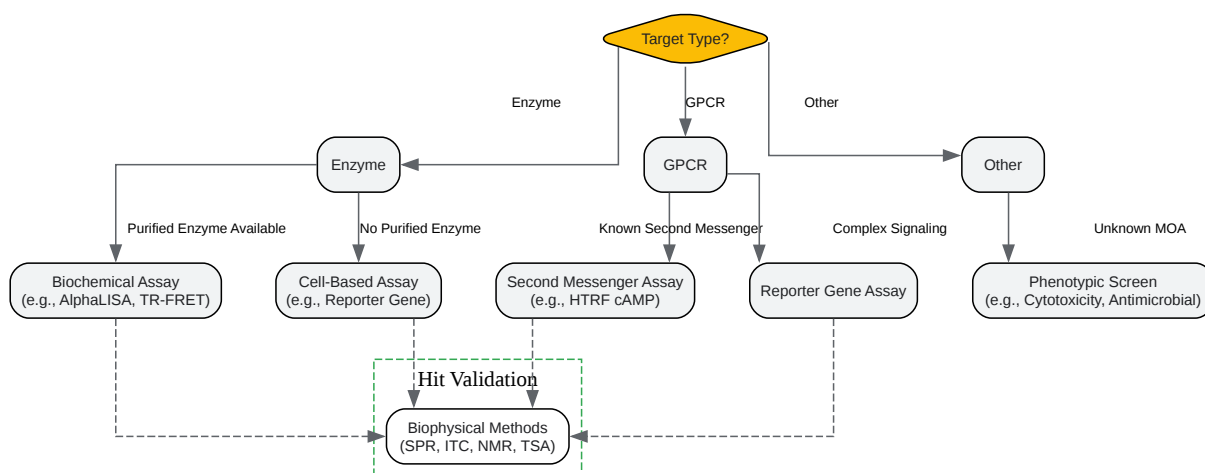 Target Type?
Enzyme
GPCR
Other
Enzyme
GPCR
Other
Purified Enzyme Available
No Purified Enzyme
Known Second Messenger
Complex Signaling
Unknown MOA
Biochemical Assay
(e.g., AlphaLISA, TR-FRET)
Cell-Based Assay
(e.g., Reporter Gene)
Second Messenger Assay
(e.g., HTRF cAMP)
Reporter Gene Assay
Phenotypic Screen
(e.g., Cytotoxicity, Antimicrobial)
Hit Validation
Biophysical Methods
(SPR, ITC, NMR, TSA)